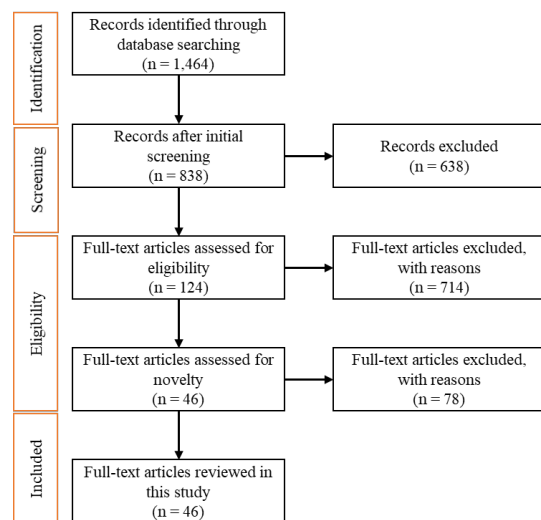 Identification
Records identified through
database searching
(n = 1,464)
Screening
Records after initial
screening
(n = 838)
Records excluded
(n = 638)
Eligibility
Full-text articles assessed for
eligibility
(n = 124)
Full-text articles excluded,
with reasons
(n = 714)
Full-text articles assessed for
novelty
(n = 46)
Full-text articles excluded,
with reasons
(n = 78)
Included
Full-text articles reviewed in
this study
(n = 46)